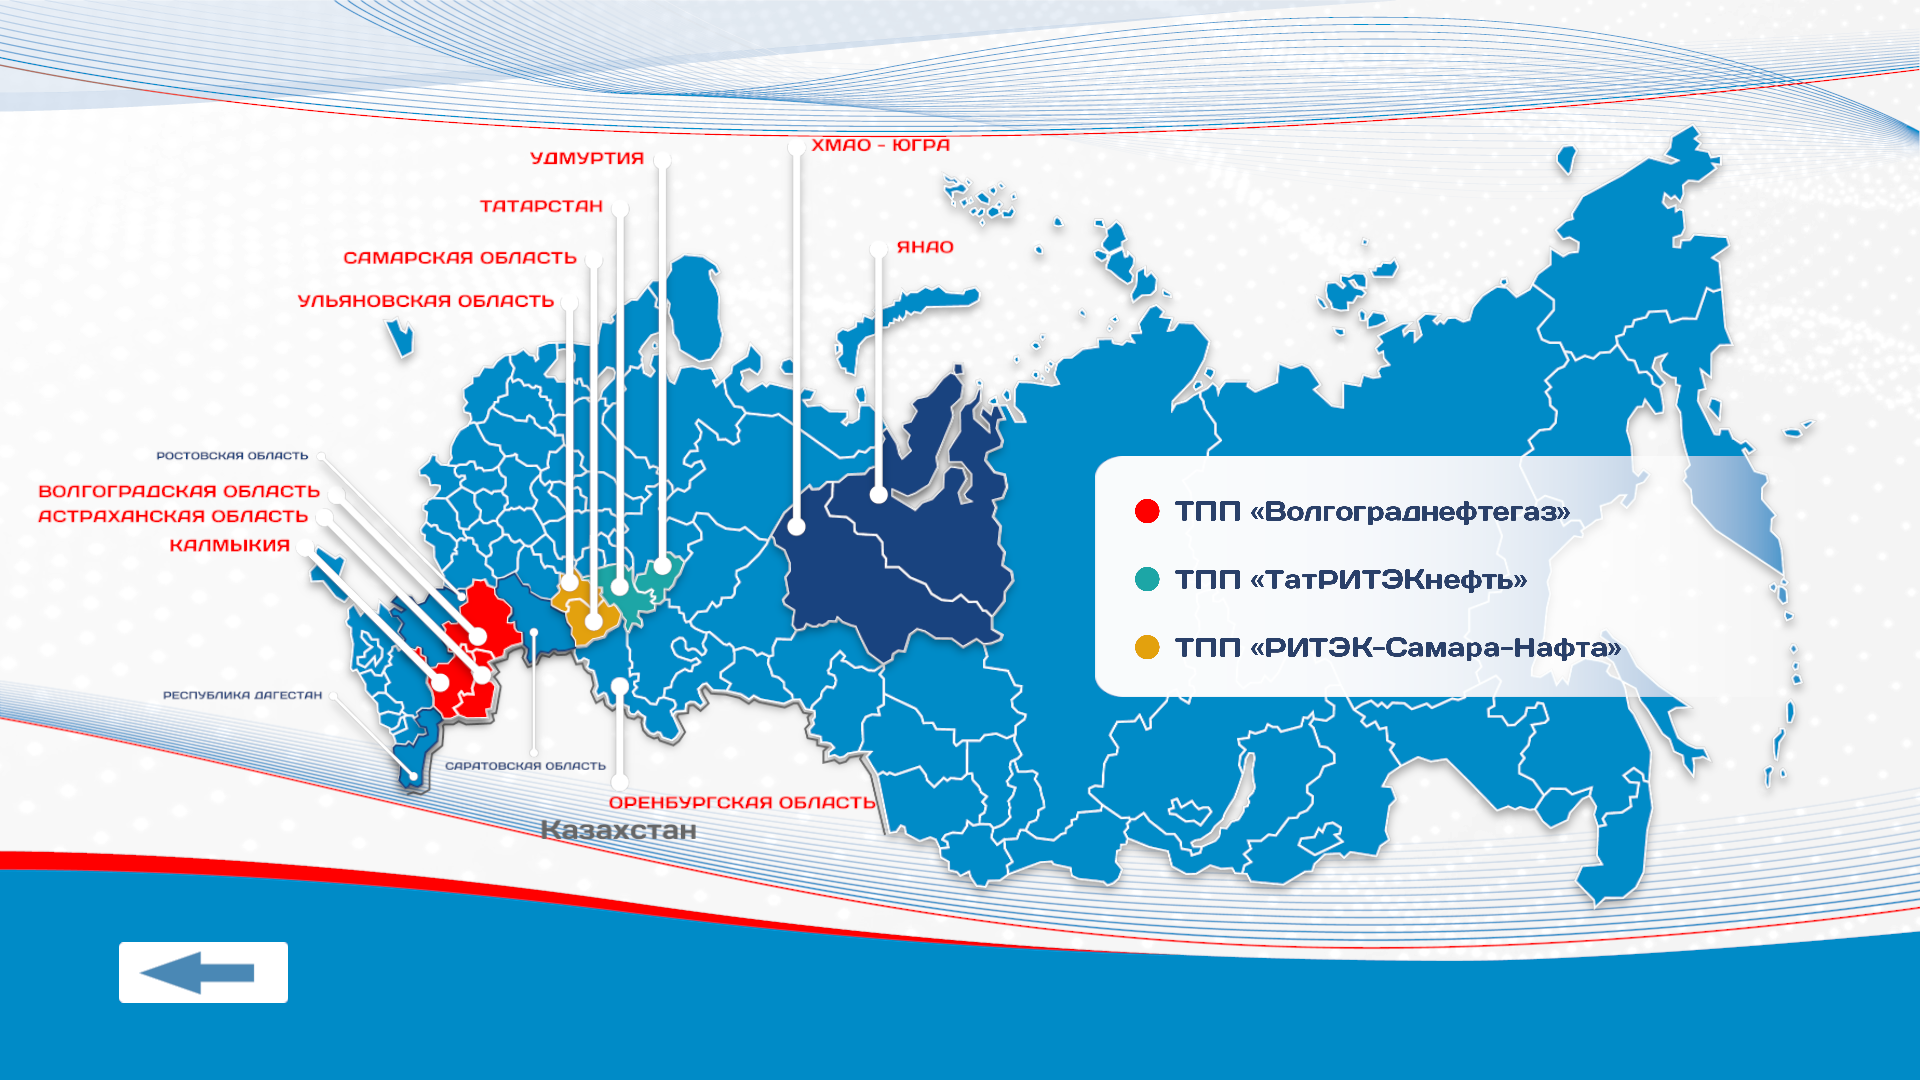 ХМАО - ЮГРА
УДМУРТИЯ
ТАТАРСТАН
ЯНАО
САМАРСКАЯ ОБЛАСТЬ
УЛЬЯНОВСКАЯ ОБЛАСТЬ
РОСТОВСКАЯ ОБЛАСТЬ
ВОЛГОГРАДСКАЯ ОБЛАСТЬ
АСТРАХАНСКАЯ ОБЛАСТЬ
КАЛМЫКИЯ
ТПП «Волгограднефтегаз»
ТПП «ТатРИТЭКнефть»
ТПП «РИТЭК-Самара-Нафта»
РЕСПУБЛИКА ДАГЕСТАН
САРАТОВСКАЯ ОБЛАСТЬ
ОРЕНБУРГСКАЯ ОБЛАСТЬ
Казахстан